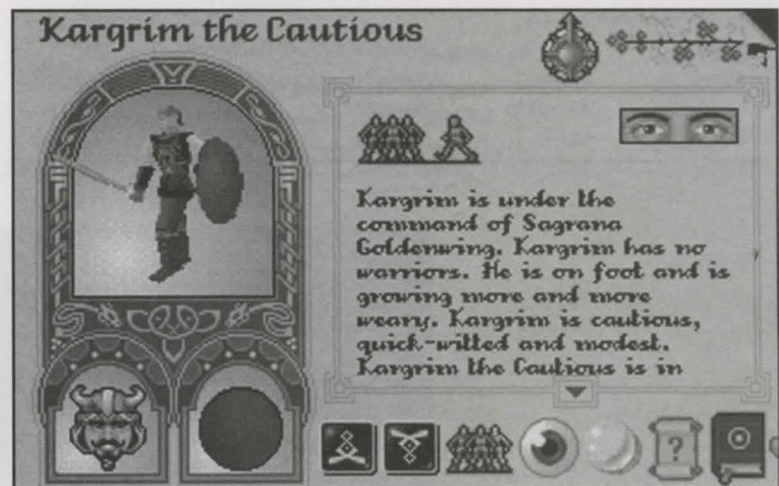 Kargrim the Cautious
Kargrim is under the
command of Sagrana
Goldenwing. Kargrim has no
warriors. He is on foot and is
growing more and more
weary. Kargrim is cautious,
quick-witted and modest.
Kargrim the Cautious is in
?